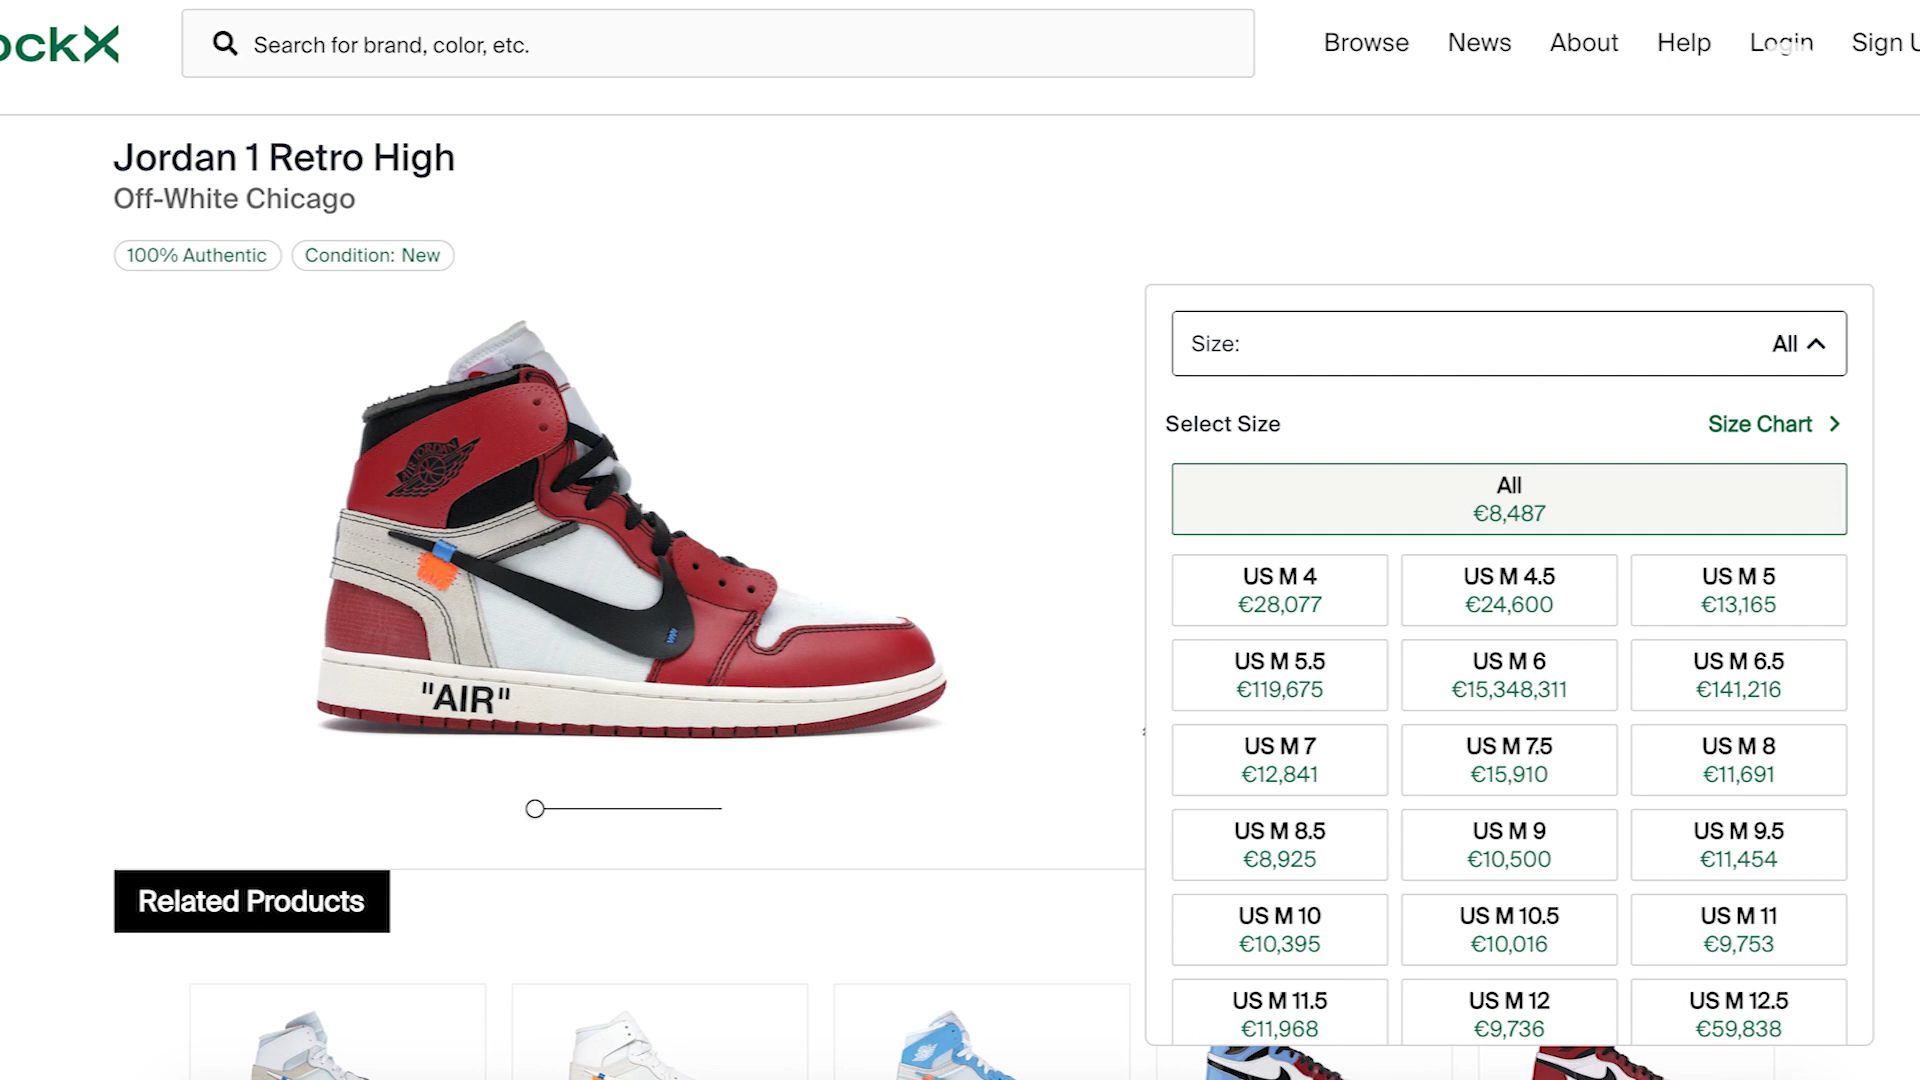 ockX
Search for brand, color, etc.
Browse News About Help Login Sign U
Jordan 1 Retro High
Off-White Chicago
100% Authentic Condition: New
Size: All
Select Size Size Chart
All
€8,487
US M 4 US M 4.5 US M 5
€28,077 €24,600 €13,165
US M 5.5 US M 6 US M 6.5
€119,675 €15,348,311 €141,216
US M 7 US M 7.5 US M 8
€12,841 €15,910 €11,691
US M 8.5 US M 9 US M 9.5
€8,925 €10,500 €11,454
US M 10 US M 10.5 US M 11
€10,395 €10,016 €9,753
US M 11.5 US M 12 US M 12.5
€11,968 €9,736 €59,838
AIR JORDAN
"AIR"
Related Products